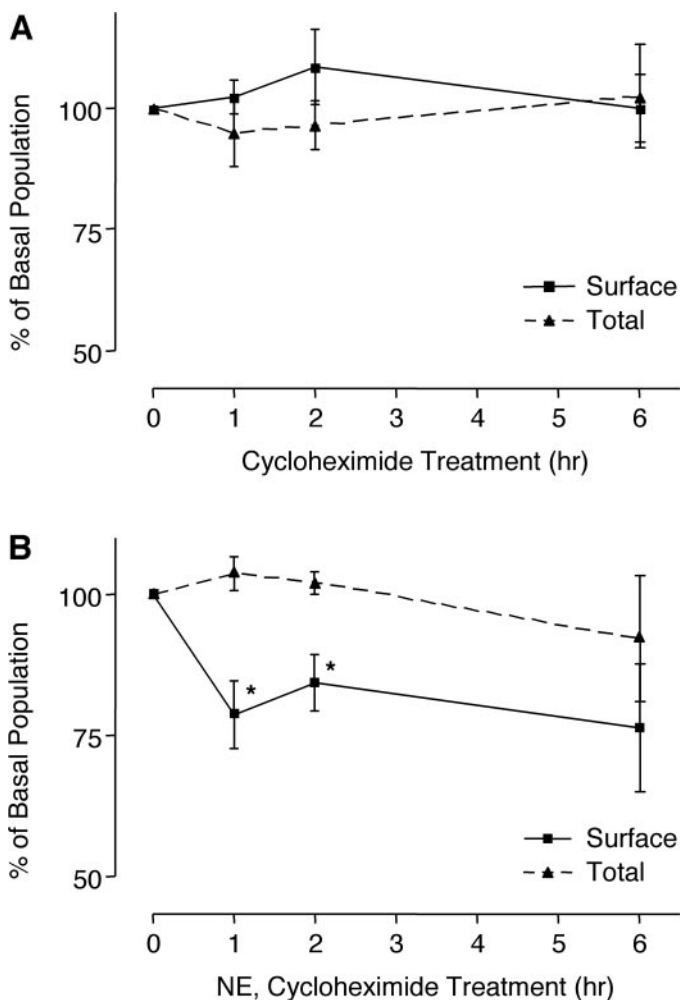 A
% of Basal Population
100
75
50
Surface
Total
0 1 2 3 4 5 6
Cycloheximide Treatment (hr)
B
% of Basal Population
100
75
50
*
*
Surface
Total
0 1 2 3 4 5 6
NE, Cycloheximide Treatment (hr)